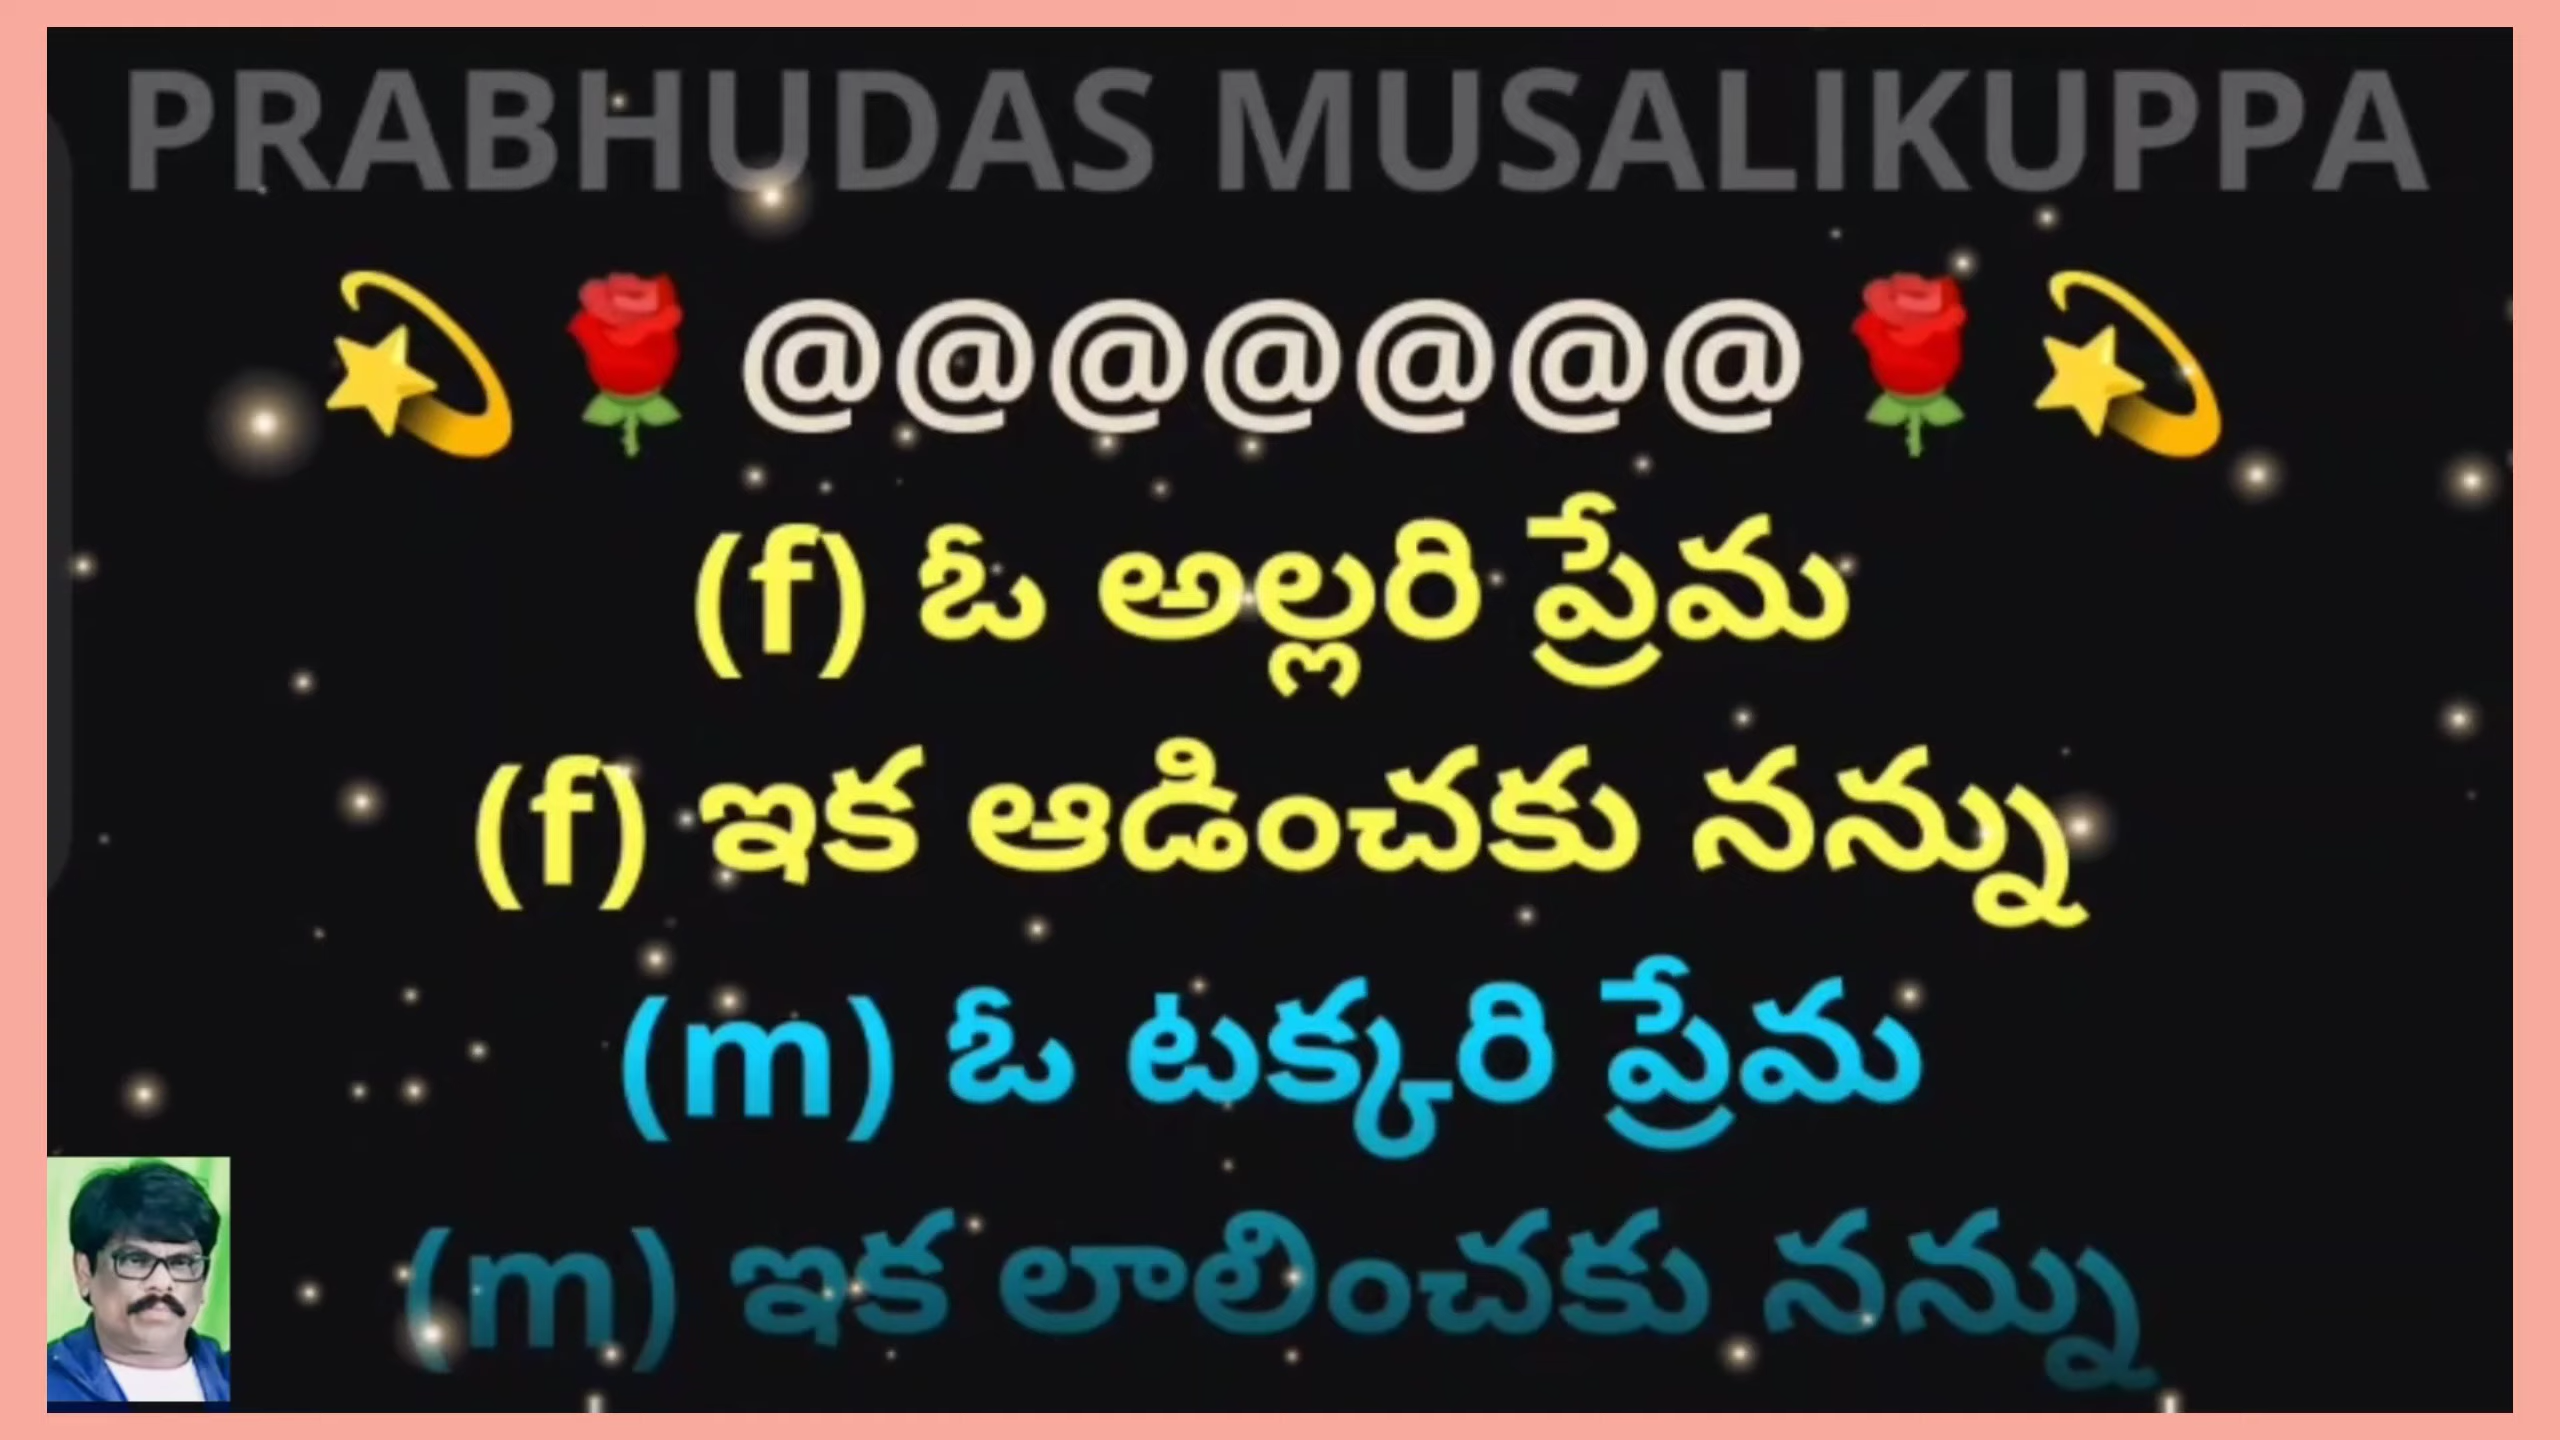 PRABHUDAS MUSALIKUPPA
💫🌹@@@@@@@🌹💫
(f) ఓ అల్లరి ప్రేమ
(f) ఇక ఆడించకు నన్ను
(m) ఓ టక్కరి ప్రేమ
(m) ఇక లాలించకు నన్ను